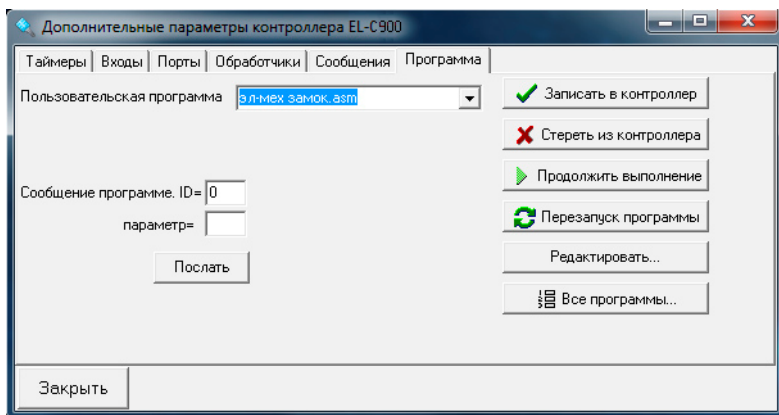 Дополнительные параметры контроллера EL-C900
Таймеры Входы Порты Обработчики Сообщения Программа
Пользовательская программа эл-мех замок.asm
Записать в контроллер
Стереть из контроллера
Продолжить выполнение
Сообщение программе. ID= 0
параметр=
Перезапуск программы
Послать
Редактировать...
Все программы...
Закрыть